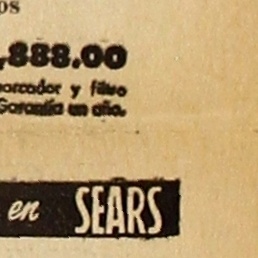 ,888.00
marcador y filtro
Garantía un año.
en SEARS